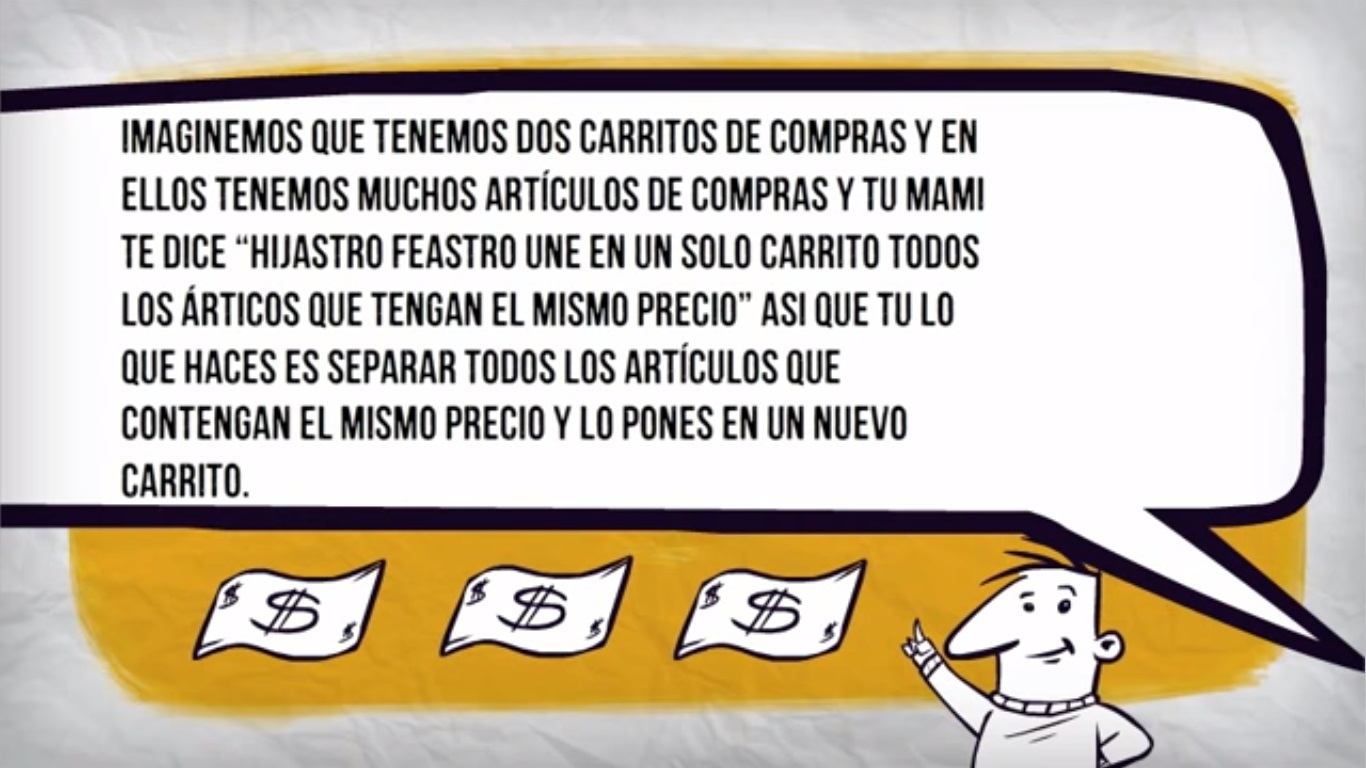 IMAGINEMOS QUE TENEMOS DOS CARRITOS DE COMPRAS Y EN
ELLOS TENEMOS MUCHOS ARTÍCULOS DE COMPRAS Y TU MAMI
TE DICE “HIJASTRO FEASTRO UNE EN UN SOLO CARRITO TODOS
LOS ÁRTICOS QUE TENGAN EL MISMO PRECIO” ASI QUE TU LO
QUE HACES ES SEPARAR TODOS LOS ARTÍCULOS QUE
CONTENGAN EL MISMO PRECIO Y LO PONES EN UN NUEVO
CARRITO.
$ $ $ $ $ $ $ $ $